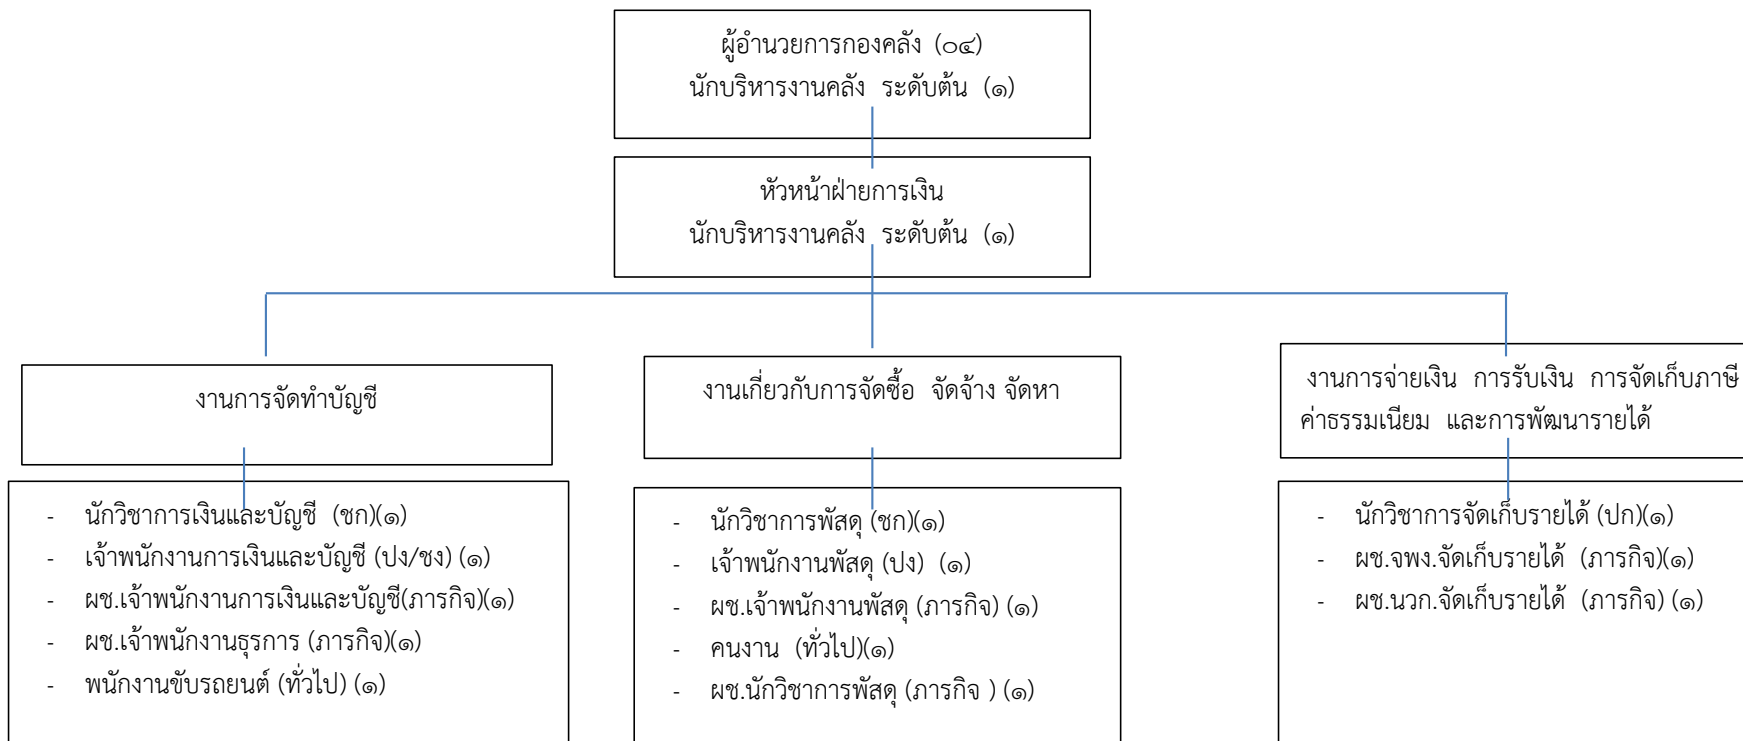 ผู้อำนวยการกองคลัง (๐๔)
นักบริหารงานคลัง ระดับต้น (๑)
หัวหน้าฝ่ายการเงิน
นักบริหารงานคลัง ระดับต้น (๑)
งานการจัดทำบัญชี
- นักวิชาการเงินและบัญชี (ชก)(๑)
- เจ้าพนักงานการเงินและบัญชี (ปง/ชง) (๑)
- ผช.เจ้าพนักงานการเงินและบัญชี(ภารกิจ)(๑)
- ผช.เจ้าพนักงานธุรการ (ภารกิจ)(๑)
- พนักงานขับรถยนต์ (ทั่วไป) (๑)
งานเกี่ยวกับการจัดซื้อ จัดจ้าง จัดหา
- นักวิชาการพัสดุ (ชก)(๑)
- เจ้าพนักงานพัสดุ (ปง) (๑)
- ผช.เจ้าพนักงานพัสดุ (ภารกิจ) (๑)
- คนงาน (ทั่วไป)(๑)
- ผช.นักวิชาการพัสดุ (ภารกิจ ) (๑)
งานการจ่ายเงิน การรับเงิน การจัดเก็บภาษี
ค่าธรรมเนียม และการพัฒนารายได้
- นักวิชาการจัดเก็บรายได้ (ปก)(๑)
- ผช.จพง.จัดเก็บรายได้ (ภารกิจ)(๑)
- ผช.นวก.จัดเก็บรายได้ (ภารกิจ) (๑)